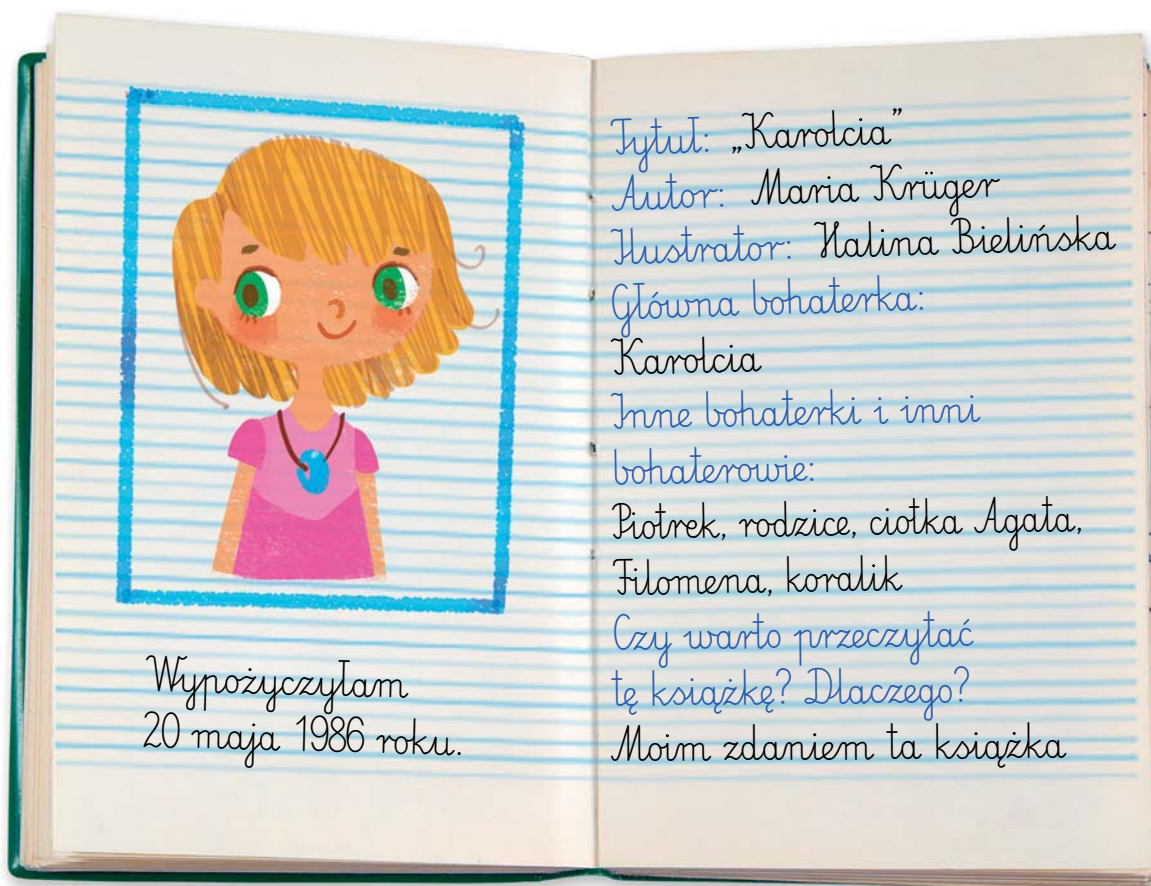 Wypożyczyłam
20 maja 1986 roku.
Tytuł: „Karolcia”
Autor: Maria Krüger
Ilustrator: Halina Bielińska
Główna bohaterka:
Karolcia
Inne bohaterki i inni
bohaterowie:
Piotrek, rodzice, ciotka Agata,
Filomena, koralik
Czy warto przeczytać
tę książkę? Dlaczego?
Moim zdaniem ta książka